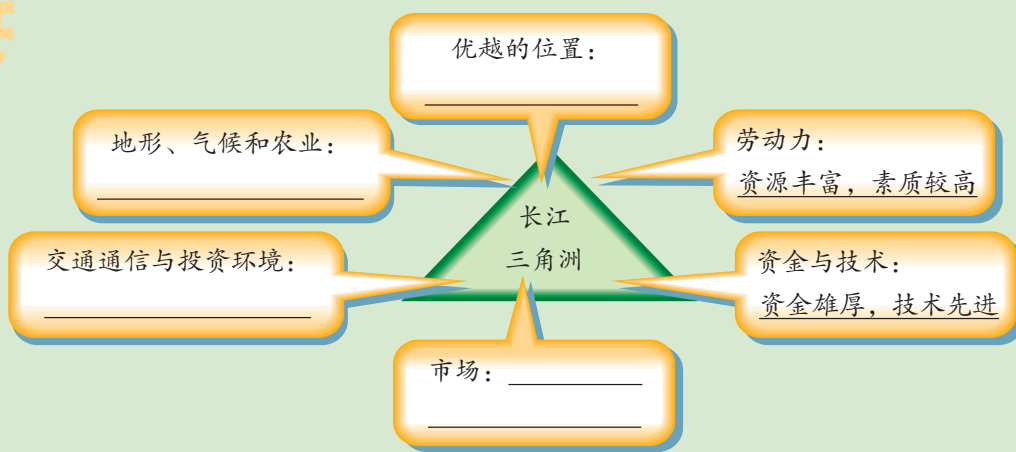 优越的位置：
地形、气候和农业：
劳动力：
资源丰富，素质较高
长江
三角洲
交通通信与投资环境：
资金与技术：
资金雄厚，技术先进
市场：